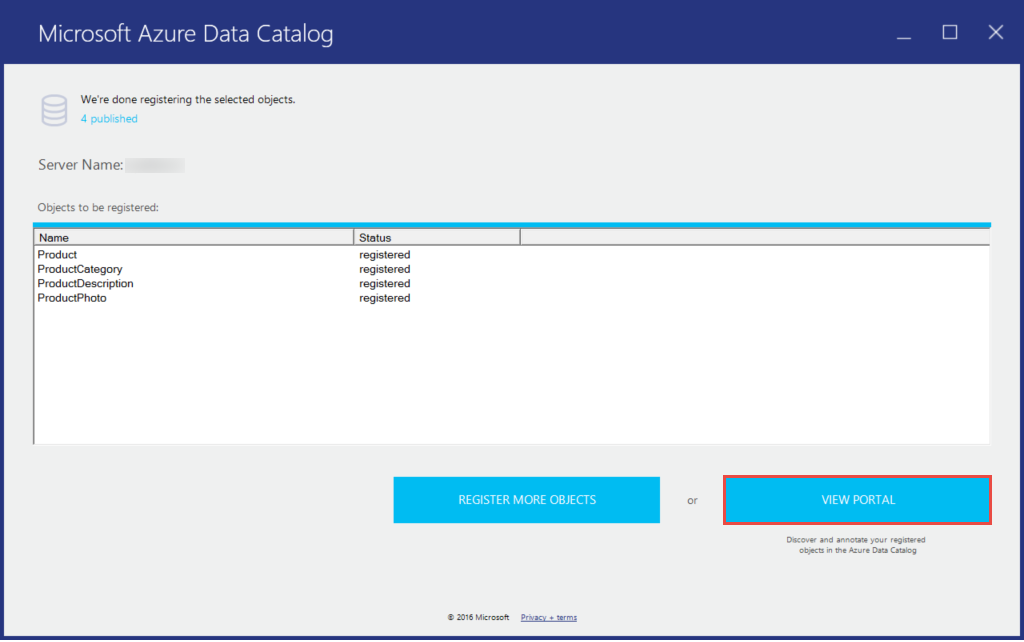 Microsoft Azure Data Catalog
We're done registering the selected objects.
4 published
Server Name:
Objects to be registered:
Name Status
Product registered
ProductCategory registered
ProductDescription registered
ProductPhoto registered
REGISTER MORE OBJECTS or VIEW PORTAL
Discover and annotate your registered
objects in the Azure Data Catalog
© 2016 Microsoft Privacy + terms